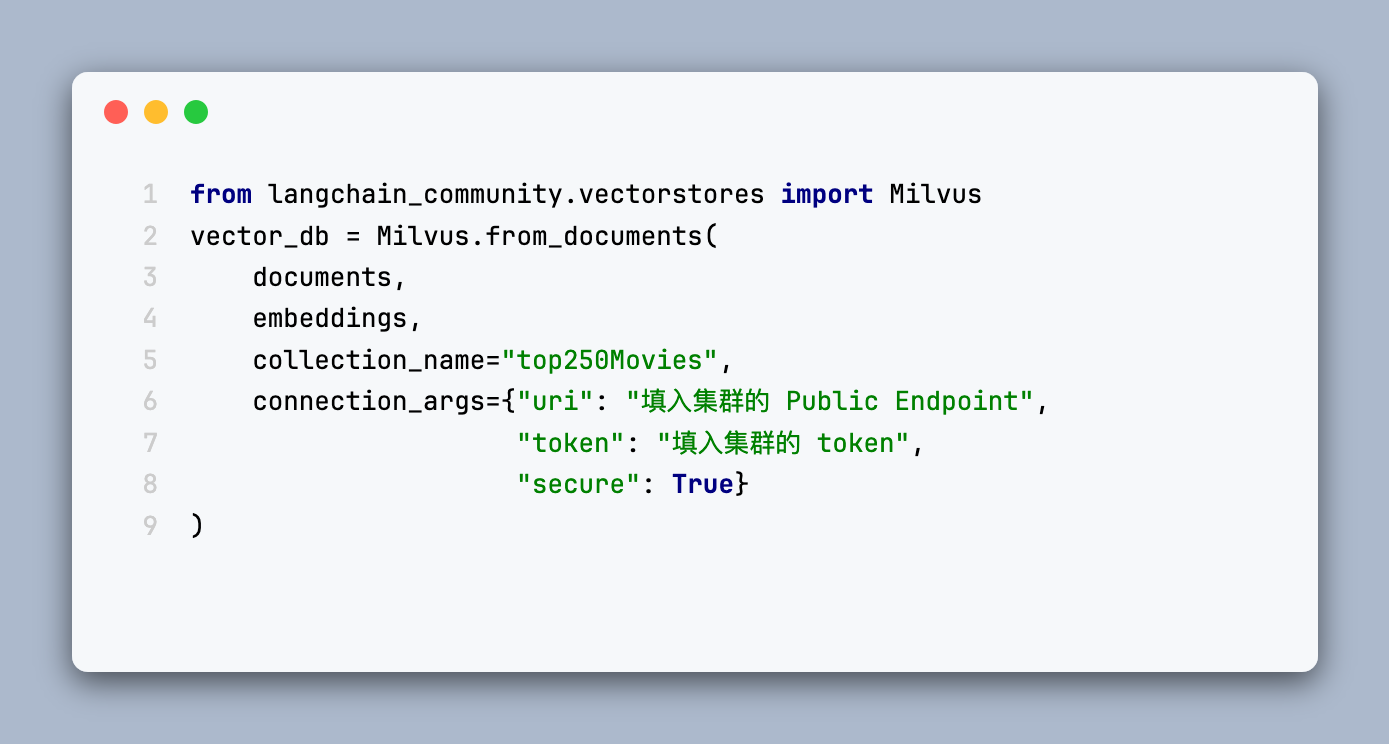 1 from langchain_community.vectorstores import Milvus
2 vector_db = Milvus.from_documents(
3     documents,
4     embeddings,
5     collection_name="top250Movies",
6     connection_args={"uri": "填入集群的 Public Endpoint",
7                      "token": "填入集群的 token",
8                      "secure": True}
9 )